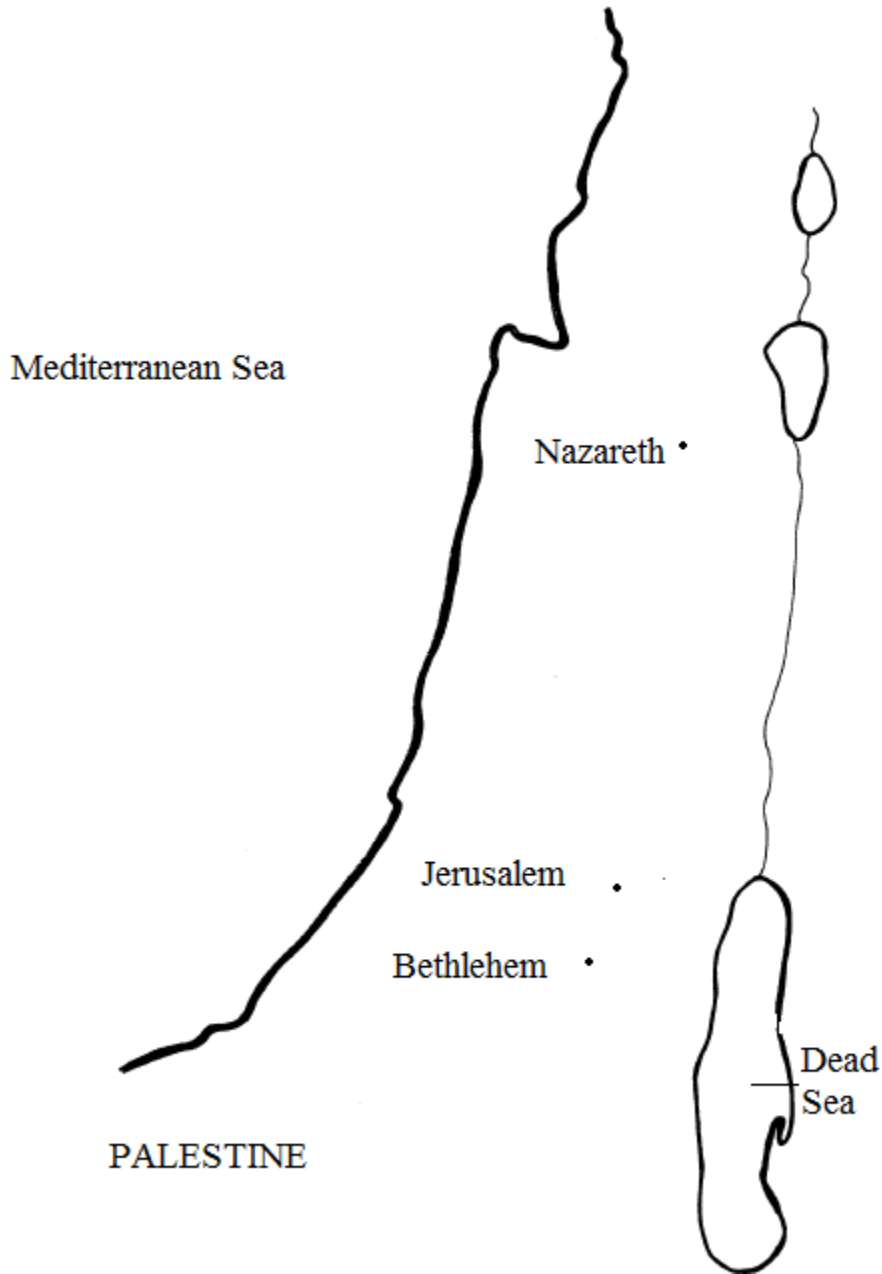 Mediterranean Sea
Nazareth
Jerusalem
Bethlehem
Dead
Sea
PALESTINE